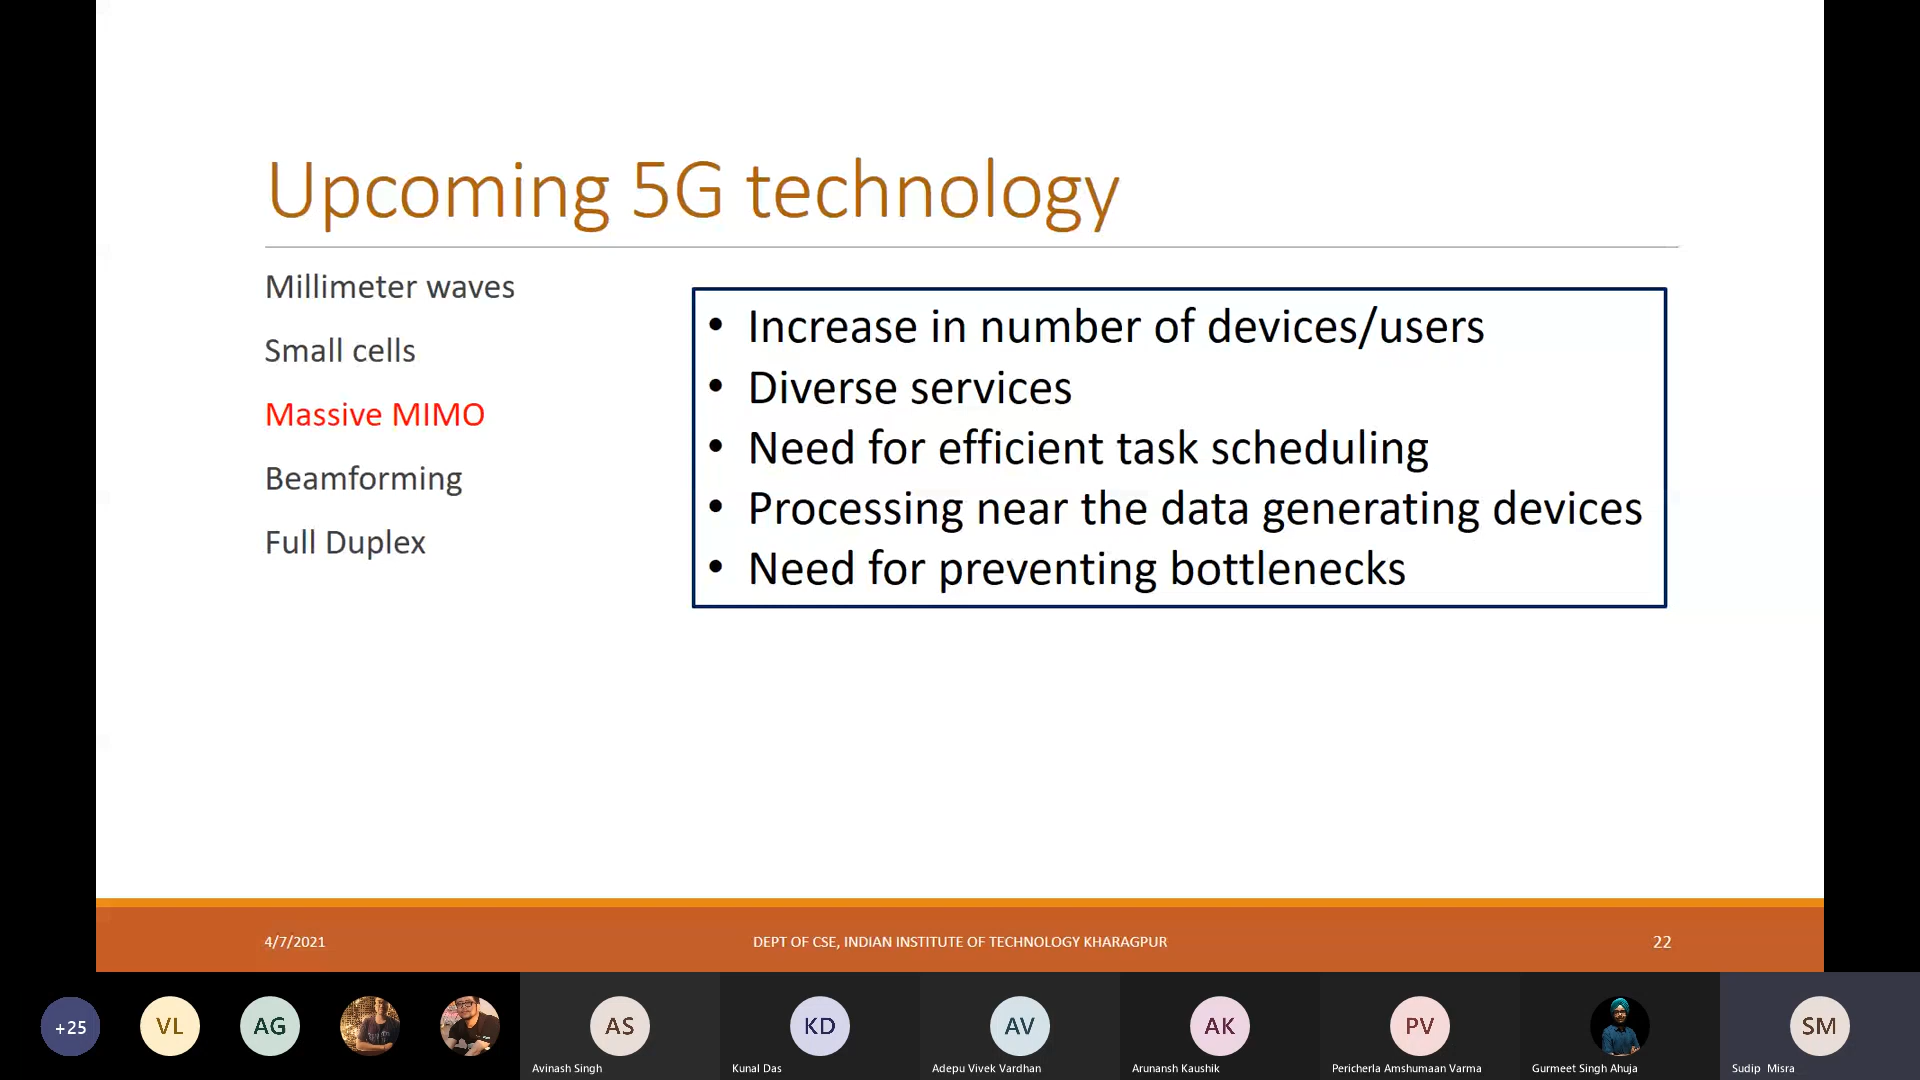 Upcoming 5G technology
Millimeter waves
Small cells
Massive MIMO
Beamforming
Full Duplex
• Increase in number of devices/users
• Diverse services
• Need for efficient task scheduling
• Processing near the data generating devices
• Need for preventing bottlenecks
4/7/2021
DEPT OF CSE, INDIAN INSTITUTE OF TECHNOLOGY KHARAGPUR
22
+25
VL
AG
AS
Avinash Singh
KD
Kunal Das
AV
Adepu Vivek Vardhan
AK
Arunansh Kaushik
PV
Pericherla Amshumaan Varma
Gurmeet Singh Ahuja
SM
Sudip Misra